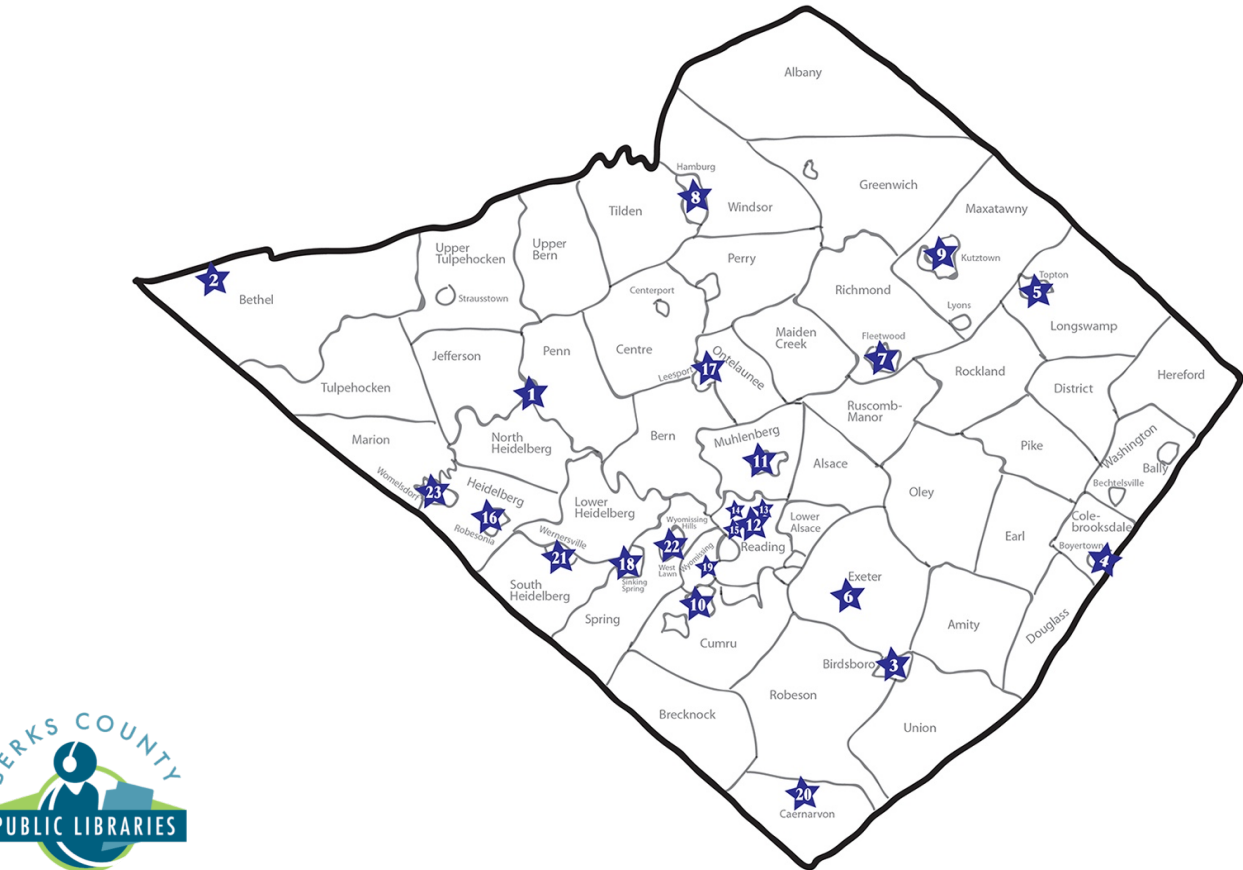 Albany
Hamburg
8
Windsor
Greenwich
Maxatawny
Tilden
Upper
Tulpehocken
Upper
Bern
Perry
9
Kutztown
2
Bethel
Strausstown
Centerport
Richmond
Topton
5
Lyons
Longswamp
Jefferson
Penn
Centre
Maiden
Creek
Fleetwood
7
Leesport
17
Ontelaunee
Rockland
Hereford
Tulpehocken
1
District
Ruscomb-
Manor
Marion
North
Heidelberg
Bern
Muhlenberg
11
Alsace
Pike
Washington
Bally
Womelsdorf
23
Heidelberg
16
Robesonia
Lower
Heidelberg
Oley
Bechtelsville
14
13
15
12
Reading
Lower
Alsace
Cole-
brooksdale
Wernersville
21
Wyomissing
Hills
22
West
Lawn
Wyomissing
19
Earl
Boyertown
4
18
Sinking
Spring
South
Heidelberg
Exeter
6
10
Spring
Cumru
Amity
Douglass
Birdsboro
3
Robeson
Brecknock
Union
20
Caernarvon
BERKS COUNTY
PUBLIC LIBRARIES